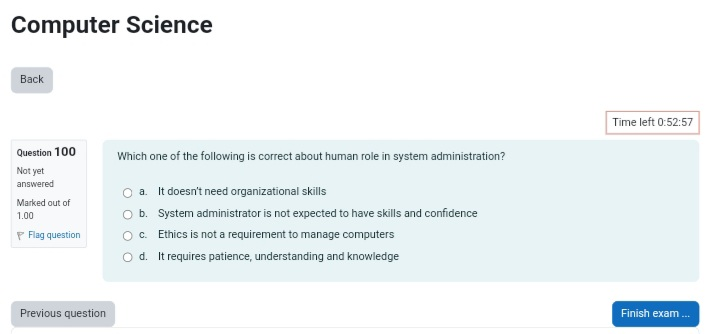 Computer Science
Back
Time left 0:52:57
Question 100
Not yet
answered
Marked out of
1.00
Flag question
Which one of the following is correct about human role in system administration?
a. It doesn't need organizational skills
b. System administrator is not expected to have skills and confidence
c. Ethics is not a requirement to manage computers
d. It requires patience, understanding and knowledge
Previous question
Finish exam ...